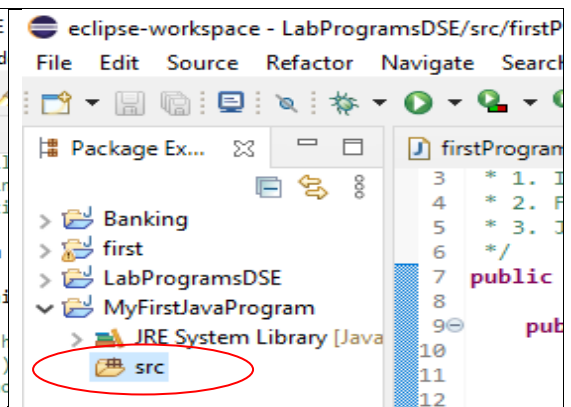 eclipse-workspace - LabProgramsDSE/src/firstP
File Edit Source Refactor Navigate Search
Package Ex...
firstProgram
Banking
first
LabProgramsDSE
MyFirstJavaProgram
JRE System Library [Java
src
3 * 1. I
4 * 2. F
5 * 3. J
6 */
7 public
8
9 pub
10
11
12